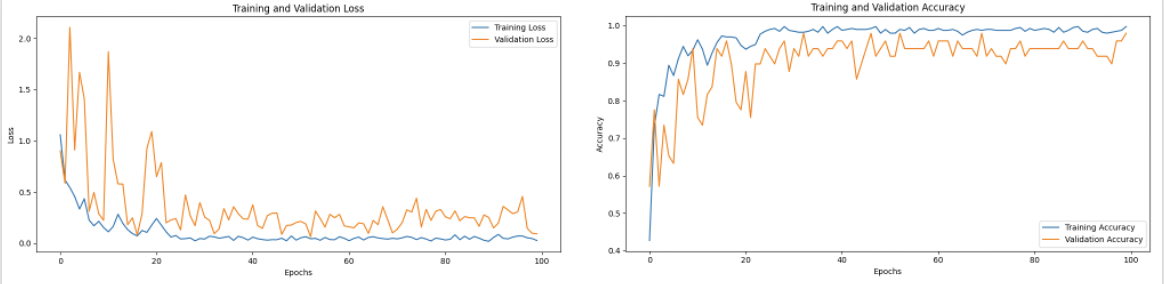 Training and Validation Loss
Training Loss
Validation Loss
2.0
1.5
1.0
0.5
0.0
Loss
0
20
40
60
80
100
Epochs
Training and Validation Accuracy
1.0
0.9
0.8
0.7
0.6
0.5
0.4
Accuracy
Training Accuracy
Validation Accuracy
0
20
40
60
80
100
Epochs